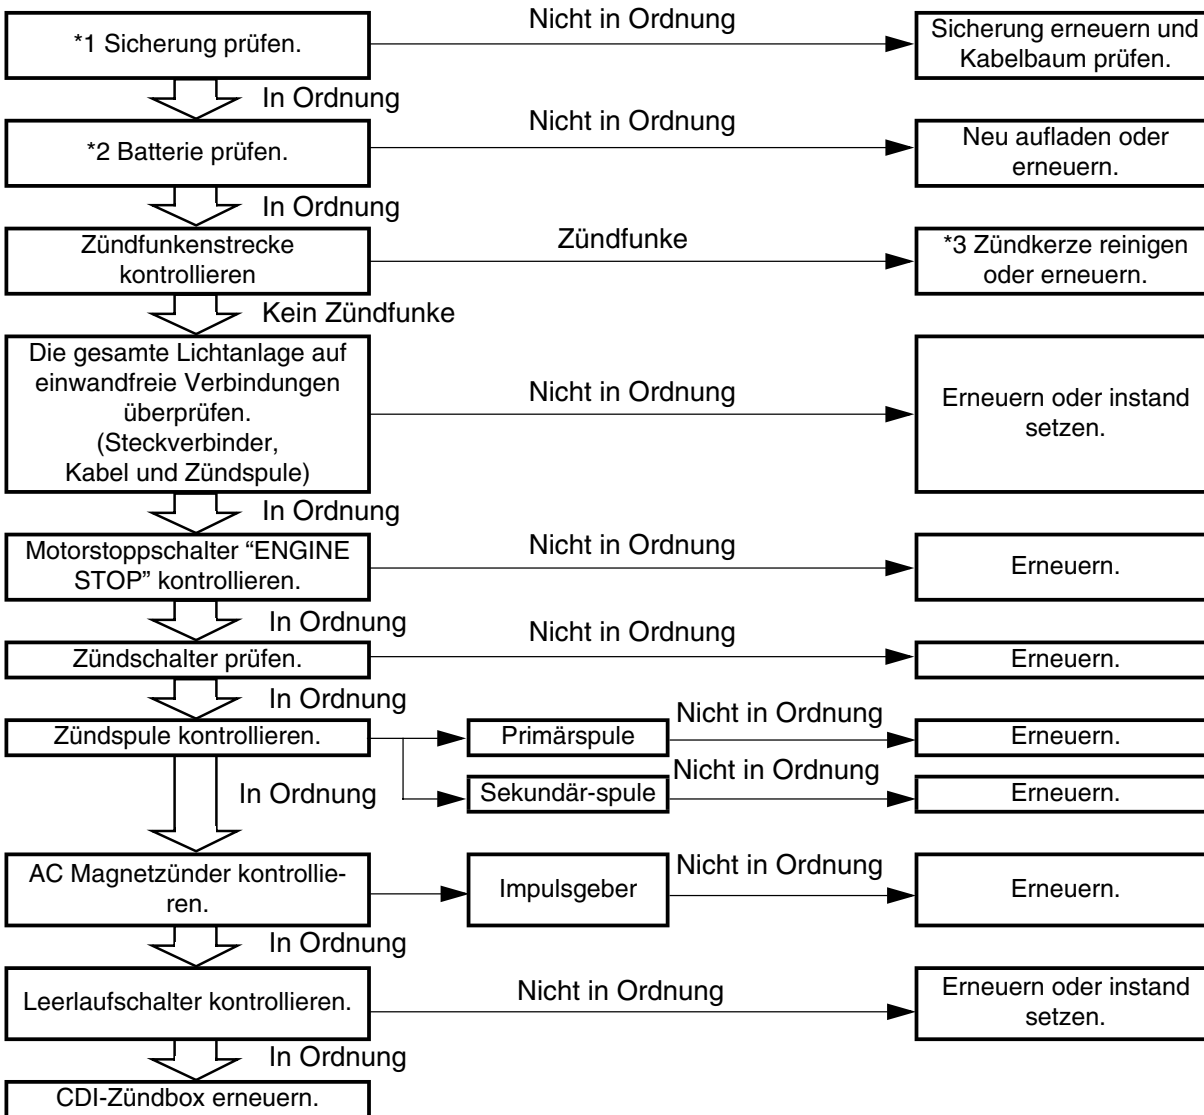 Nicht in Ordnung
*1 Sicherung prüfen.
Sicherung erneuern und
Kabelbaum prüfen.
In Ordnung
Nicht in Ordnung
*2 Batterie prüfen.
Neu aufladen oder
erneuern.
In Ordnung
Zündfunkenstrecke
kontrollieren
Zündfunke
*3 Zündkerze reinigen
oder erneuern.
Kein Zündfunke
Die gesamte Lichtanlage auf
einwandfreie Verbindungen
überprüfen.
(Steckverbinder,
Kabel und Zündspule)
Nicht in Ordnung
Erneuern oder instand
setzen.
In Ordnung
Motorstoppschalter “ENGINE
STOP” kontrollieren.
Nicht in Ordnung
Erneuern.
In Ordnung
Zündschalter prüfen.
Nicht in Ordnung
Erneuern.
In Ordnung
Zündspule kontrollieren.
Primärspule
Nicht in Ordnung
Erneuern.
Sekundär-spule
Nicht in Ordnung
Erneuern.
In Ordnung
AC Magnetzünder kontrollie-
ren.
Impulsgeber
Nicht in Ordnung
Erneuern.
In Ordnung
Leerlaufschalter kontrollieren.
Nicht in Ordnung
Erneuern oder instand
setzen.
In Ordnung
CDI-Zündbox erneuern.